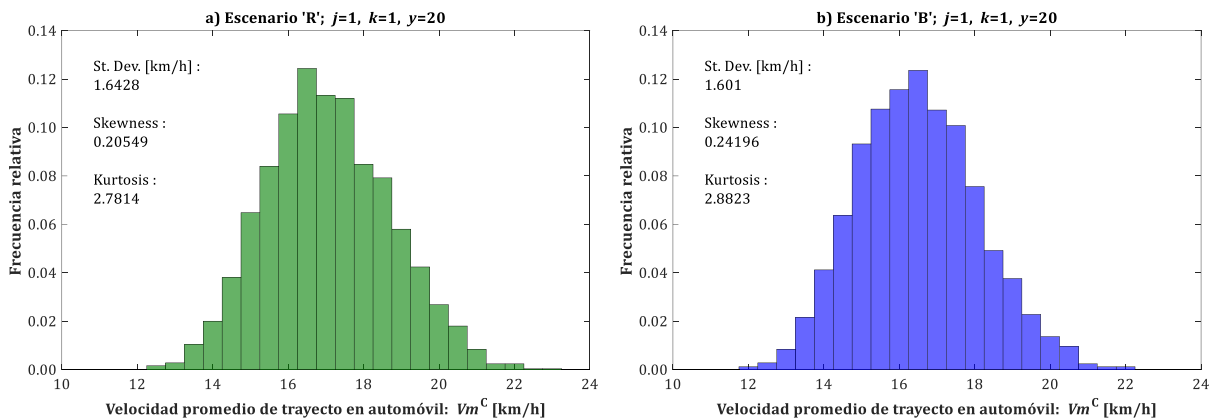 a) Escenario 'R'; j=1, k=1, y=20
0.14
0.12
0.10
0.08
0.06
0.04
0.02
0.00
Frecuencia relativa
St. Dev. [km/h] :
1.6428
Skewness :
0.20549
Kurtosis :
2.7814
10 12 14 16 18 20 22 24
Velocidad promedio de trayecto en automóvil: Vm^C [km/h]
b) Escenario 'B'; j=1, k=1, y=20
0.14
0.12
0.10
0.08
0.06
0.04
0.02
0.00
Frecuencia relativa
St. Dev. [km/h] :
1.601
Skewness :
0.24196
Kurtosis :
2.8823
10 12 14 16 18 20 22 24
Velocidad promedio de trayecto en automóvil: Vm^C [km/h]